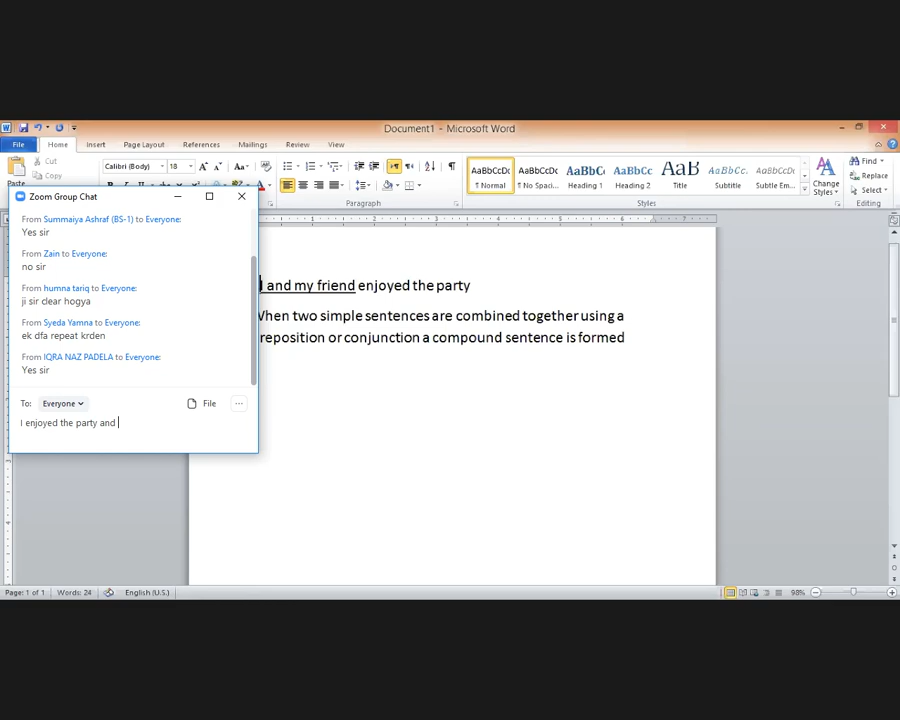 Document1 - Microsoft Word
File Home Insert Page Layout References Mailings Review View
Cut
Copy
Paste
Calibri (Body) 18
Paragraph
AaBbCcDc AaBbCcDc AaBbCc AaBbCc AaB AaBbCc. AaBbCcDc
¶ Normal ¶ No Spaci... Heading 1 Heading 2 Title Subtitle Subtle Em...
Styles
Change
Styles
Find
Replace
Select
Editing
Zoom Group Chat
From Summaiya Ashraf (BS-1) to Everyone:
Yes sir
From Zain to Everyone:
no sir
From humna tariq to Everyone:
ji sir clear hogya
From Syeda Yamna to Everyone:
ek dfa repeat krden
From IQRA NAZ PADELA to Everyone:
Yes sir
To: Everyone File
I enjoyed the party and
I and my friend enjoyed the party
When two simple sentences are combined together using a
reposition or conjunction a compound sentence is formed
Page: 1 of 1 Words: 24 English (U.S.) 98%